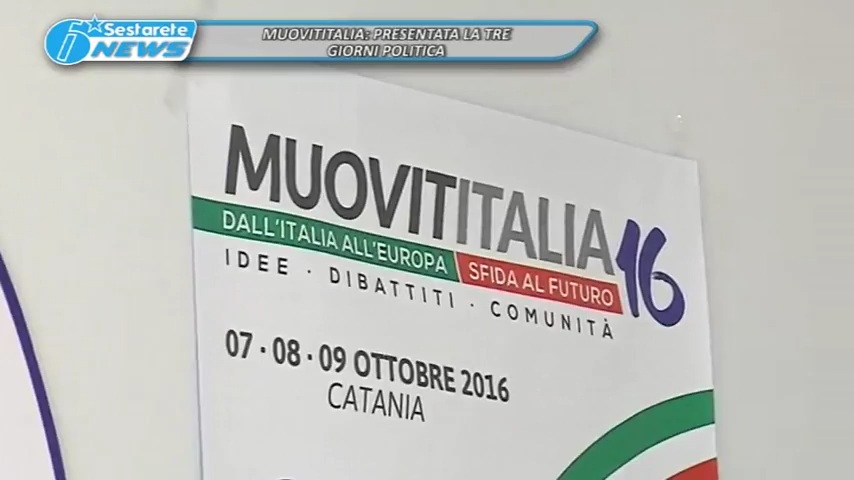 Sestarete
NEWS
MUOVITITALIA: PRESENTATA LA TRE
GIORNI POLITICA
MUOVITITALIA16
DALL'ITALIA ALL'EUROPA SFIDA AL FUTURO
IDEE · DIBATTITI · COMUNITÀ
07 · 08 · 09 OTTOBRE 2016
CATANIA